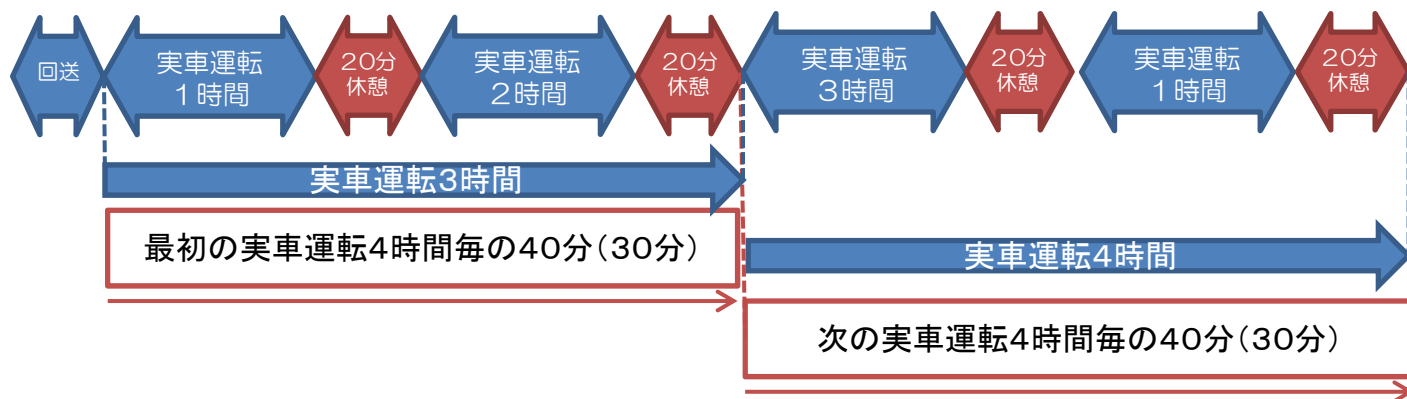 回送
実車運転
１時間
２０分
休憩
実車運転
２時間
２０分
休憩
実車運転
３時間
２０分
休憩
実車運転
１時間
２０分
休憩
実車運転３時間
最初の実車運転４時間毎の４０分（３０分）
実車運転４時間
次の実車運転４時間毎の４０分（３０分）